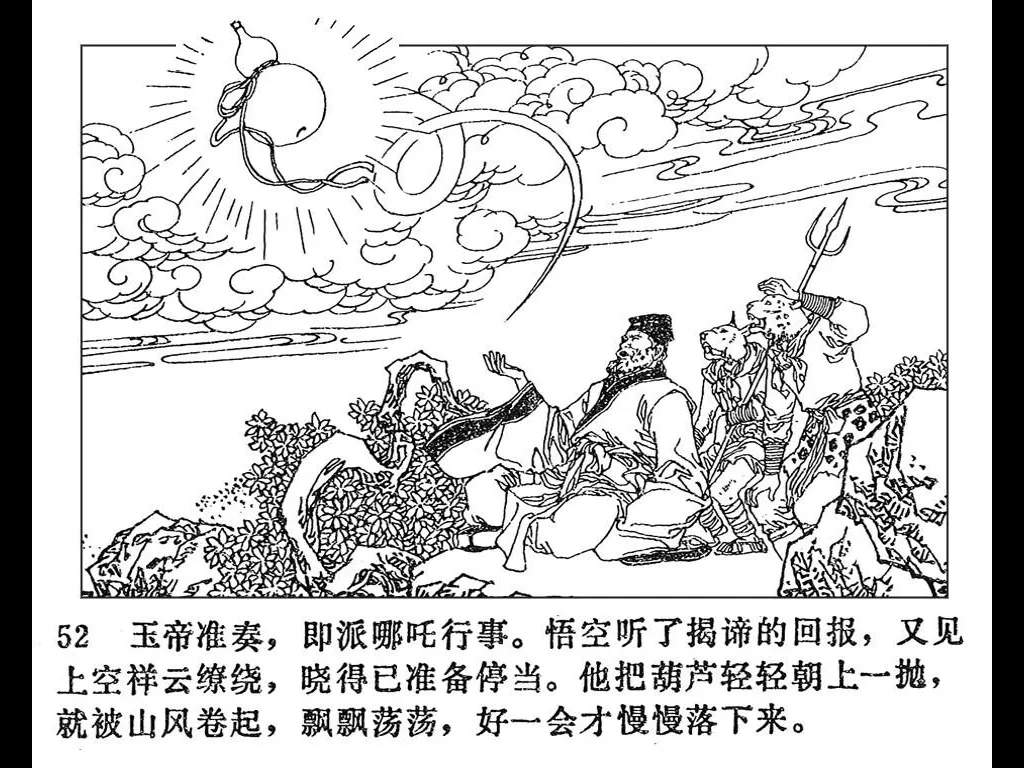 52 玉帝准奏，即派哪吒行事。悟空听了揭谛的回报，又见
上空祥云缭绕，晓得已准备停当。他把葫芦轻轻朝上一抛，
就被山风卷起，飘飘荡荡，好一会才慢慢落下来。